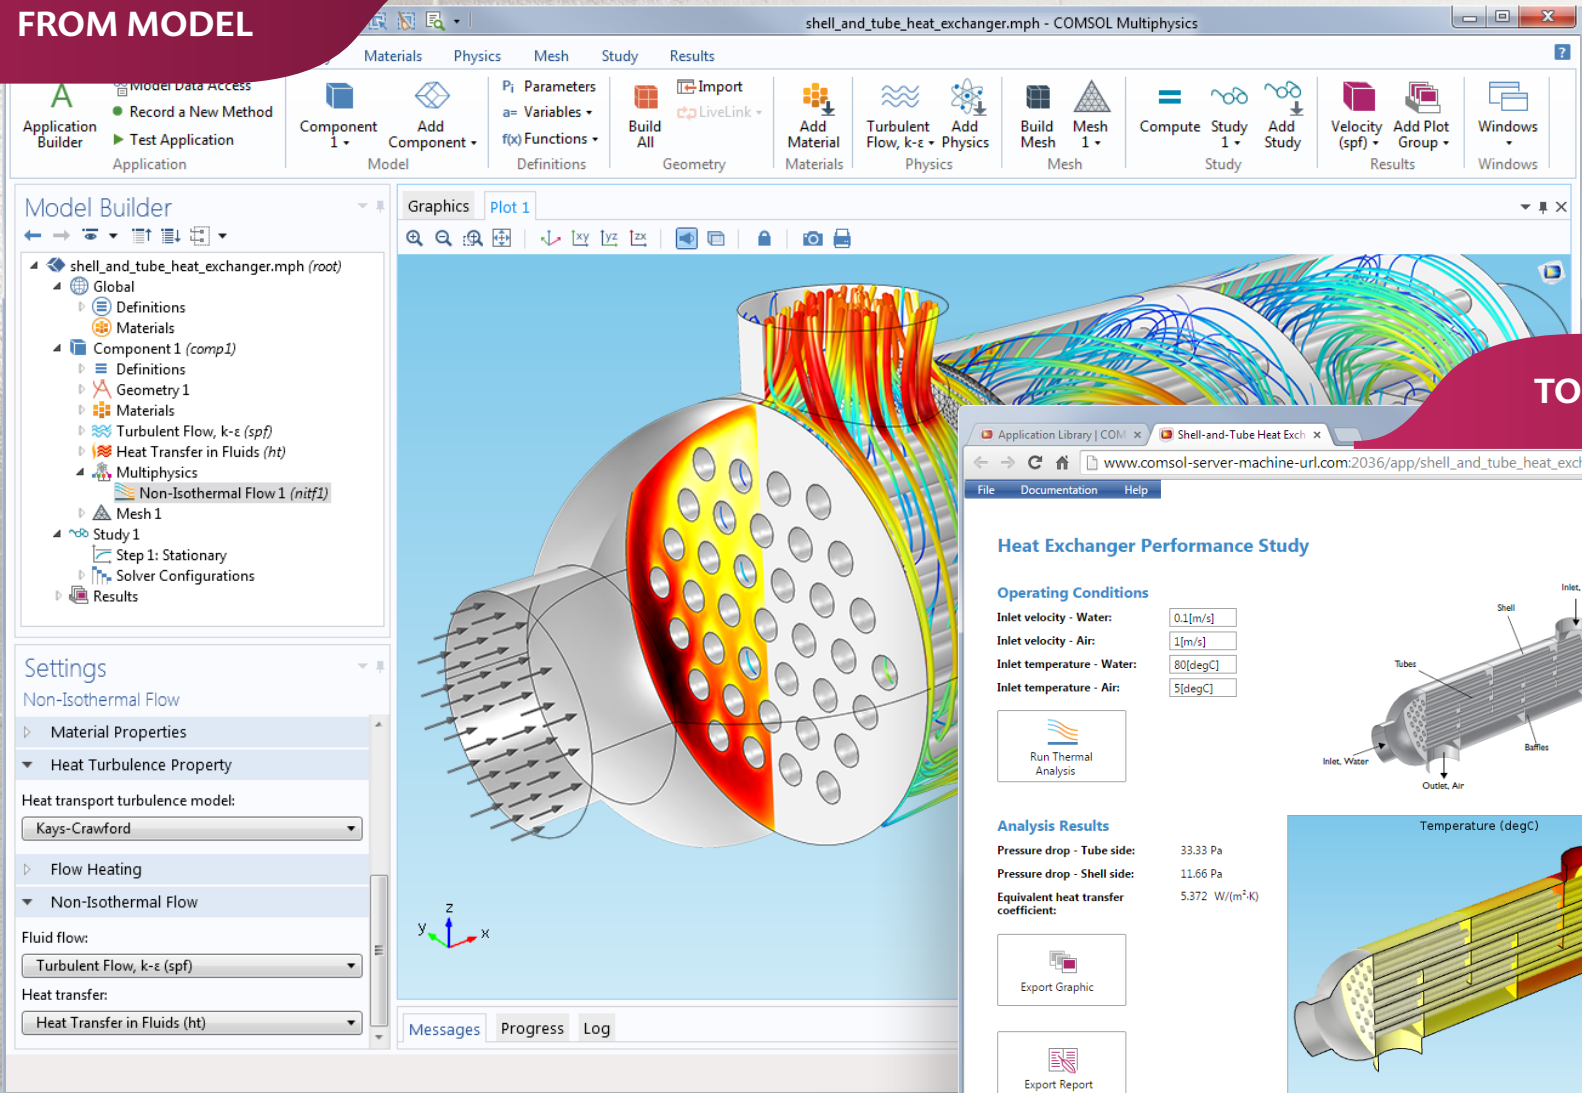 FROM MODEL
shell_and_tube_heat_exchanger.mph - COMSOL Multiphysics
Materials Physics Mesh Study Results
?
A
Application Builder
Model Data Access
Record a New Method
Test Application
Application
Component 1
Add Component
Model
Pi Parameters
a= Variables
f(x) Functions
Definitions
Build All
Import
LiveLink
Geometry
Add Material
Materials
Turbulent Flow, k-ε
Add Physics
Physics
Build Mesh
Mesh 1
Mesh
Compute
Study 1
Add Study
Study
Velocity (spf)
Add Plot Group
Results
Windows
Windows
Model Builder
shell_and_tube_heat_exchanger.mph (root)
Global
Definitions
Materials
Component 1 (comp1)
Definitions
Geometry 1
Materials
Turbulent Flow, k-ε (spf)
Heat Transfer in Fluids (ht)
Multiphysics
Non-Isothermal Flow 1 (nitf1)
Mesh 1
Study 1
Step 1: Stationary
Solver Configurations
Results
Settings
Non-Isothermal Flow
Material Properties
Heat Turbulence Property
Heat transport turbulence model:
Kays-Crawford
Flow Heating
Non-Isothermal Flow
Fluid flow:
Turbulent Flow, k-ε (spf)
Heat transfer:
Heat Transfer in Fluids (ht)
Graphics Plot 1
xy yz zx
z
y
x
Messages Progress Log
TO
Application Library | COM
Shell-and-Tube Heat Exch
www.comsol-server-machine-url.com:2036/app/shell_and_tube_heat_exch
File Documentation Help
Heat Exchanger Performance Study
Operating Conditions
Inlet velocity - Water: 0.1[m/s]
Inlet velocity - Air: 1[m/s]
Inlet temperature - Water: 80[degC]
Inlet temperature - Air: 5[degC]
Run Thermal
Analysis
Inlet,
Shell
Tubes
Baffles
Inlet, Water
Outlet, Air
Analysis Results
Pressure drop - Tube side: 33.33 Pa
Pressure drop - Shell side: 11.66 Pa
Equivalent heat transfer 5.372 W/(m²·K)
coefficient:
Export Graphic
Export Report
Temperature (degC)